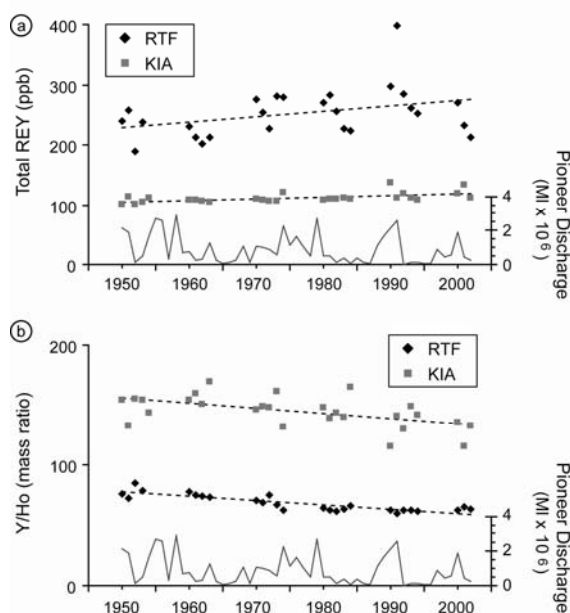 a
RTF
KIA
Total REY (ppb)
400
300
200
100
0
4
2
0
Pioneer Discharge
(Ml x 10⁶)
1950 1960 1970 1980 1990 2000
b
RTF
KIA
Y/Ho (mass ratio)
200
100
0
4
2
0
Pioneer Discharge
(Ml x 10⁶)
1950 1960 1970 1980 1990 2000